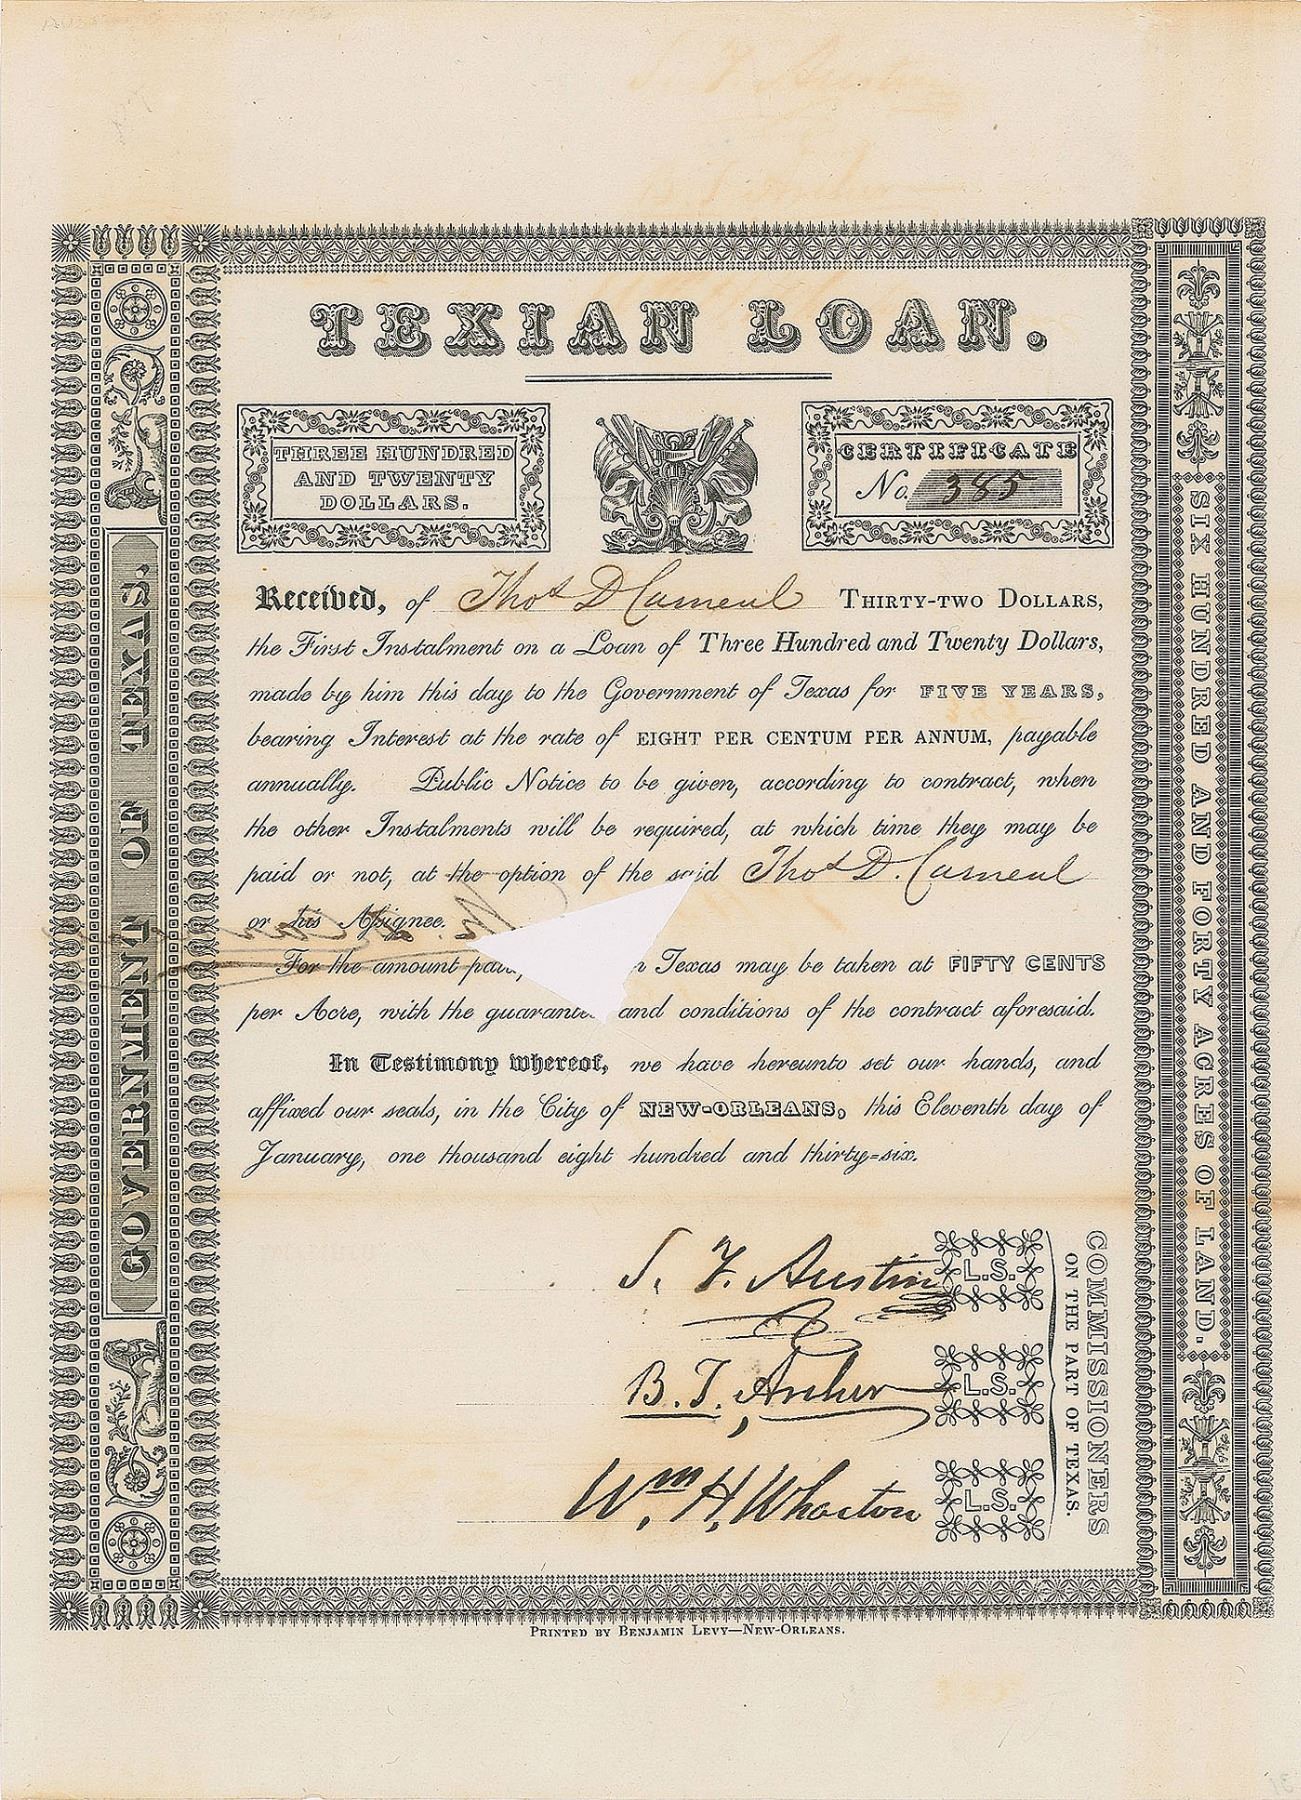 TEXIAN LOAN.
THREE HUNDRED
AND TWENTY
DOLLARS.
CERTIFICATE
No. 385
Received, of Thos D Carneal THIRTY-TWO DOLLARS,
the First Instalment on a Loan of Three Hundred and Twenty Dollars,
made by him this day to the Government of Texas for FIVE YEARS,
bearing Interest at the rate of EIGHT PER CENTUM PER ANNUM, payable
annually. Public Notice to be given, according to contract, when
the other Instalments will be required, at which time they may be
paid or not, at the option of the said Thos D. Carneal
or his Assignee.
For the amount Texas may be taken at FIFTY CENTS
per Acre, with the and conditions of the contract aforesaid.
In Testimony whereof, we have hereunto set our hands, and
affixed our seals, in the City of NEW-ORLEANS, this Eleventh day of
January, one thousand eight hundred and thirty-six.
S. F. Austin L.S.
B. T. Archer L.S.
Wm. H. Wharton L.S.
COMMISSIONERS
ON THE PART OF TEXAS.
GOVERNMENT OF TEXAS.
SIX HUNDRED AND FORTY ACRES OF LAND.
PRINTED BY BENJAMIN LEVY—NEW-ORLEANS.